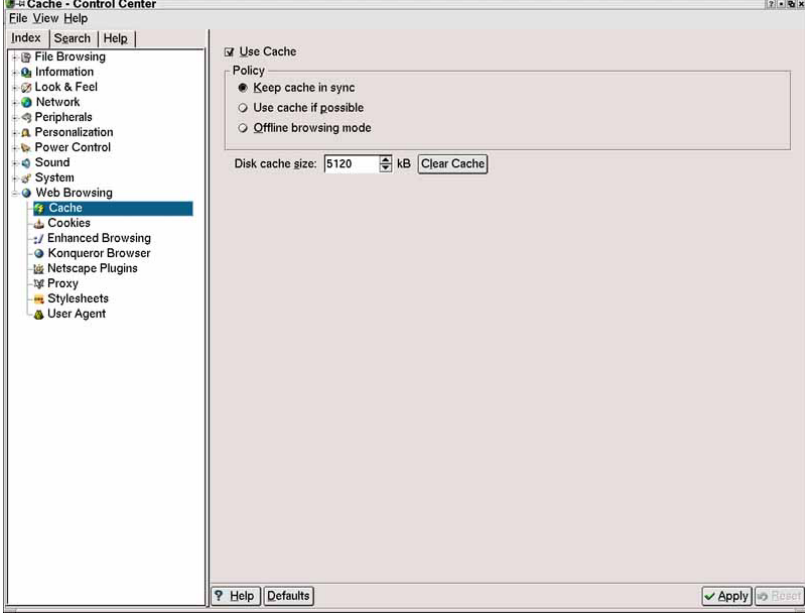 Cache - Control Center
File View Help
Index Search Help
File Browsing
Information
Look & Feel
Network
Peripherals
Personalization
Power Control
Sound
System
Web Browsing
Cache
Cookies
Enhanced Browsing
Konqueror Browser
Netscape Plugins
Proxy
Stylesheets
User Agent
Use Cache
Policy
Keep cache in sync
Use cache if possible
Offline browsing mode
Disk cache size: 5120 kB Clear Cache
? Help Defaults Apply Reset